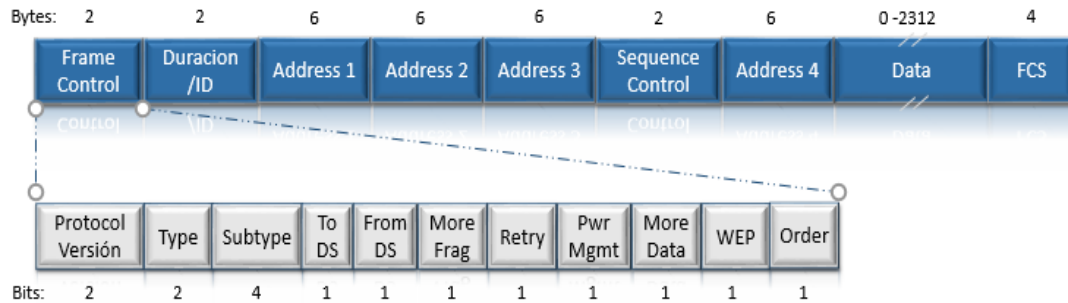 Bytes: 2 2 6 6 6 2 6 0 -2312 4
Frame Control Duracion /ID Address 1 Address 2 Address 3 Sequence Control Address 4 Data FCS
Protocol Versión Type Subtype To DS From DS More Frag Retry Pwr Mgmt More Data WEP Order
Bits: 2 2 4 1 1 1 1 1 1 1 1